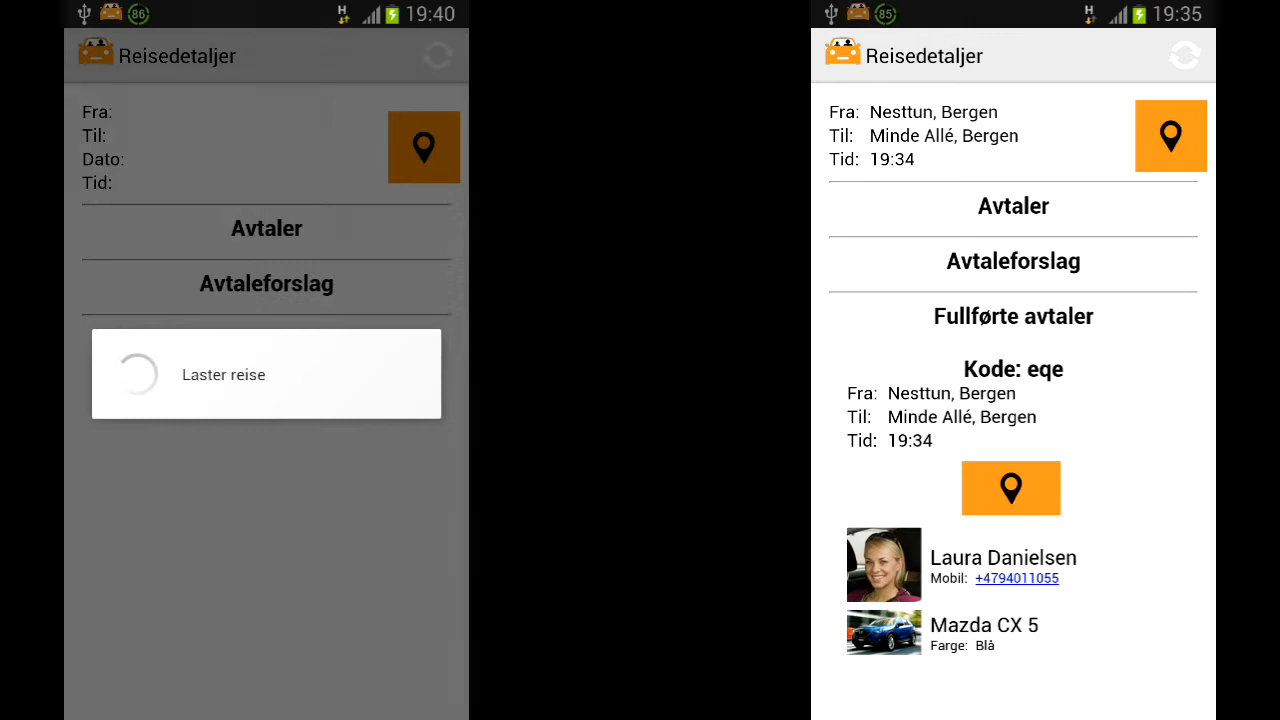 86
H
19:40
Reisedetaljer
Fra:
Til:
Dato:
Tid:
Avtaler
Avtaleforslag
Laster reise
85
H
19:35
Reisedetaljer
Fra: Nesttun, Bergen
Til: Minde Allé, Bergen
Tid: 19:34
Avtaler
Avtaleforslag
Fullførte avtaler
Kode: eqe
Fra: Nesttun, Bergen
Til: Minde Allé, Bergen
Tid: 19:34
Laura Danielsen
Mobil: +4794011055
Mazda CX 5
Farge: Blå